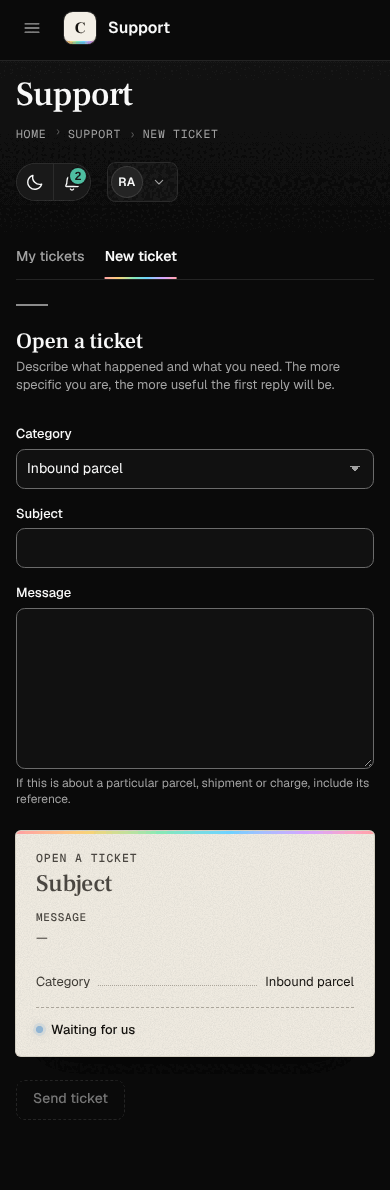 C
Support
Support
HOME › SUPPORT › NEW TICKET
2
RA
My tickets
New ticket
Open a ticket
Describe what happened and what you need. The more
specific you are, the more useful the first reply will be.
Category
Inbound parcel
Subject
Message
If this is about a particular parcel, shipment or charge, include its
reference.
OPEN A TICKET
Subject
MESSAGE
—
Category Inbound parcel
Waiting for us
Send ticket